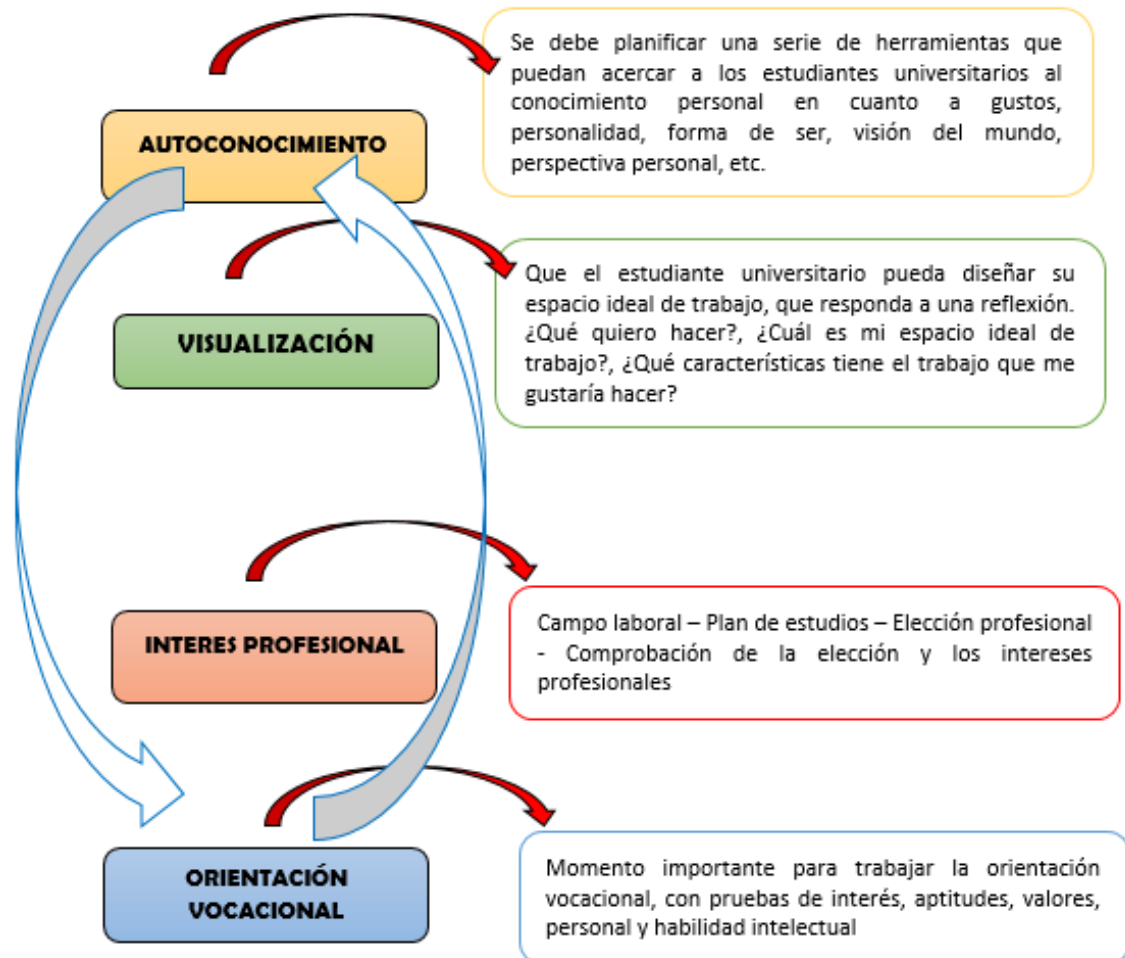 AUTOCONOCIMIENTO
Se debe planificar una serie de herramientas que
puedan acercar a los estudiantes universitarios al
conocimiento personal en cuanto a gustos,
personalidad, forma de ser, visión del mundo,
perspectiva personal, etc.
VISUALIZACIÓN
Que el estudiante universitario pueda diseñar su
espacio ideal de trabajo, que responda a una reflexión.
¿Qué quiero hacer?, ¿Cuál es mi espacio ideal de
trabajo?, ¿Qué características tiene el trabajo que me
gustaría hacer?
INTERES PROFESIONAL
Campo laboral – Plan de estudios – Elección profesional
- Comprobación de la elección y los intereses
profesionales
ORIENTACIÓN
VOCACIONAL
Momento importante para trabajar la orientación
vocacional, con pruebas de interés, aptitudes, valores,
personal y habilidad intelectual